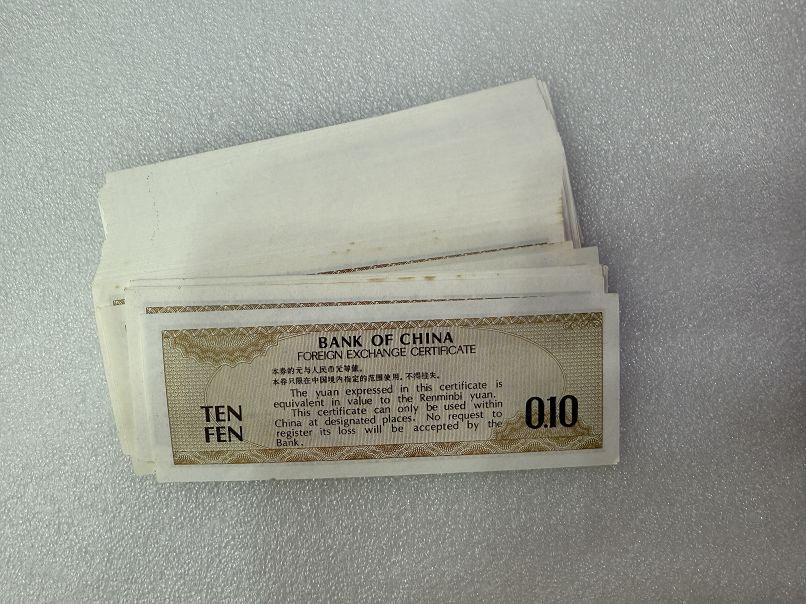 BANK OF CHINA
FOREIGN EXCHANGE CERTIFICATE
本券的元与人民币元等值。
本券只限在中国境内指定的范围使用，不得挂失。
The yuan expressed in this certificate is
equivalent in value to the Renminbi yuan.
This certificate can only be used within
China at designated places. No request to
register its loss will be accepted by the
Bank.
TEN
FEN
0.10